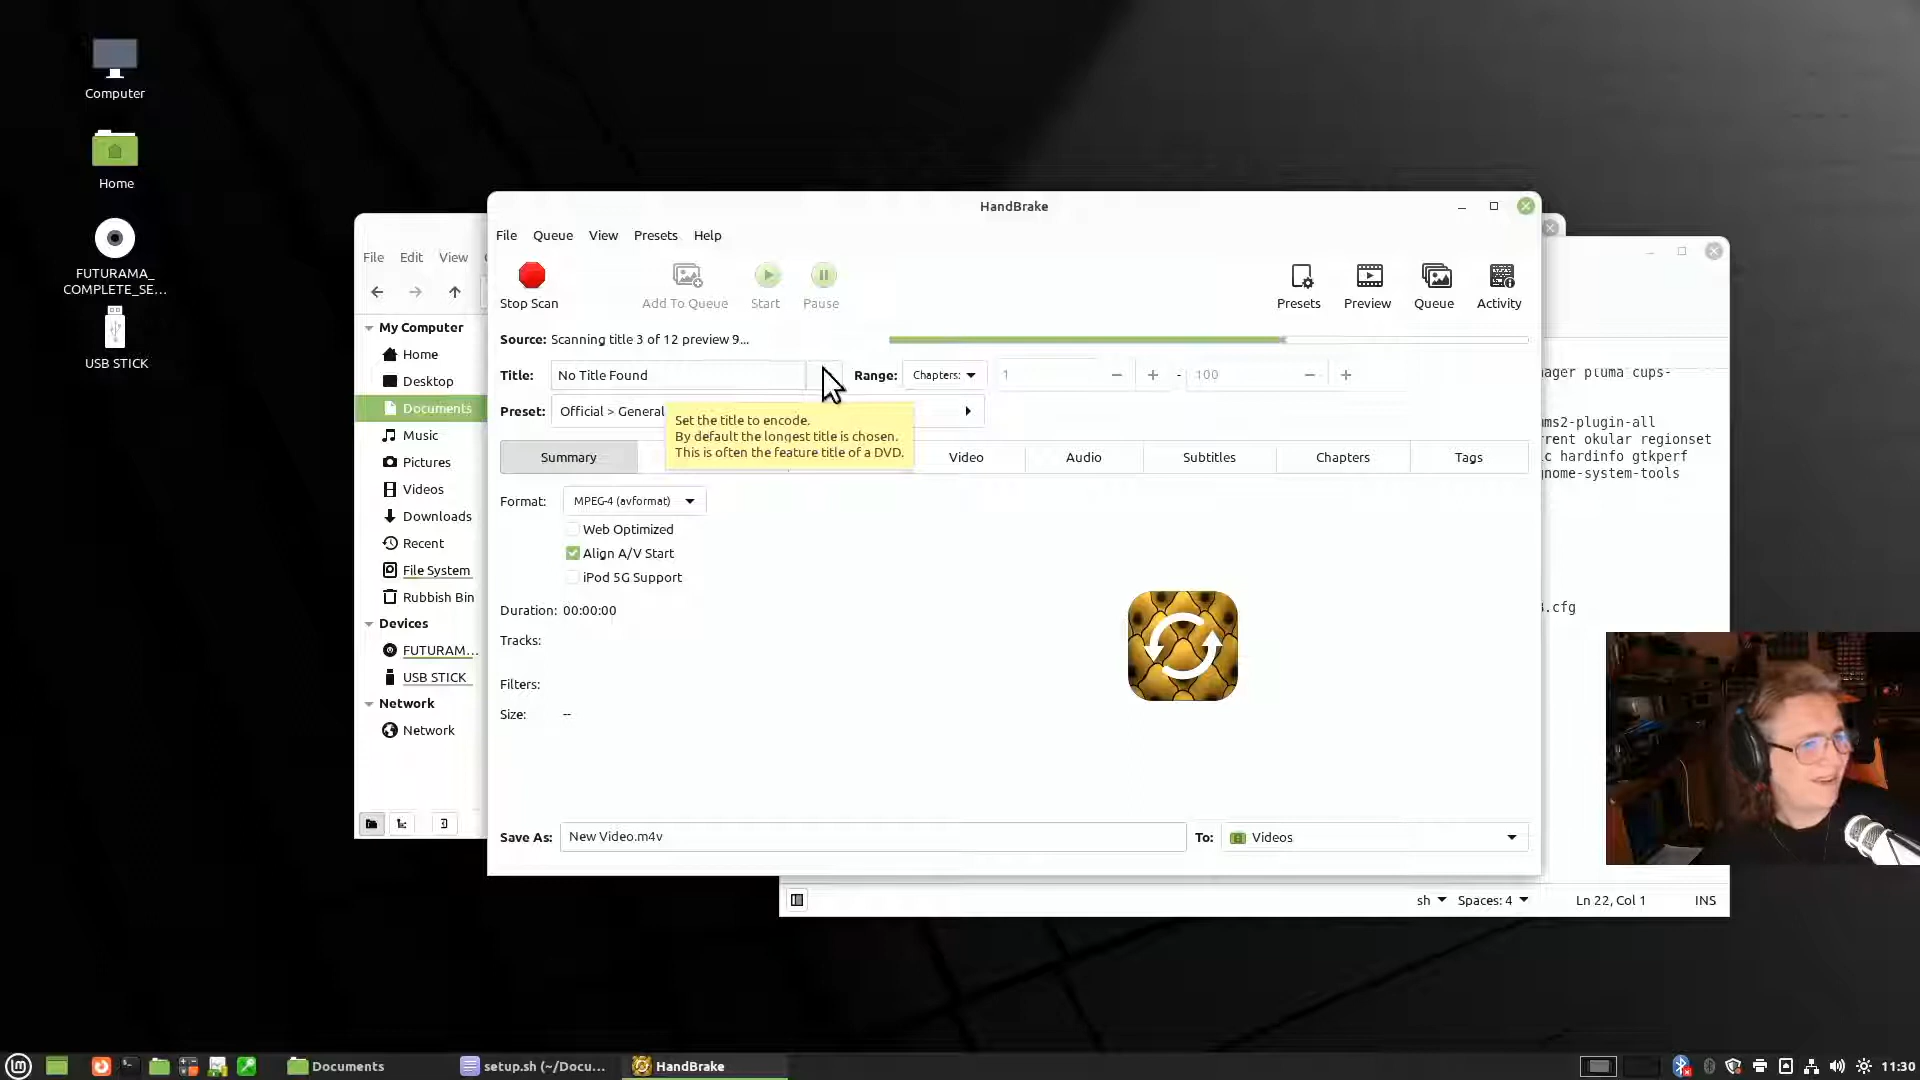 Computer
Home
FUTURAMA_
COMPLETE_SE...
USB STICK
File Edit View
My Computer
Home
Desktop
Documents
Music
Pictures
Videos
Downloads
Recent
File System
Rubbish Bin
Devices
FUTURAM...
USB STICK
Network
Network
HandBrake
File Queue View Presets Help
Stop Scan
Add To Queue
Start
Pause
Presets
Preview
Queue
Activity
Source: Scanning title 3 of 12 preview 9...
Title: No Title Found
Range: Chapters: 1 - 100
Preset: Official > General
Set the title to encode.
By default the longest title is chosen.
This is often the feature title of a DVD.
Summary Video Audio Subtitles Chapters Tags
Format: MPEG-4 (avformat)
Web Optimized
Align A/V Start
iPod 5G Support
Duration: 00:00:00
Tracks:
Filters:
Size: --
Save As: New Video.m4v To: Videos
pluma cups-
ms2-plugin-all
rrent okular regionset
c hardinfo gtkperf
gnome-system-tools
.cfg
sh Spaces: 4 Ln 22, Col 1 INS
Documents
setup.sh (~/Docu...
HandBrake
11:30